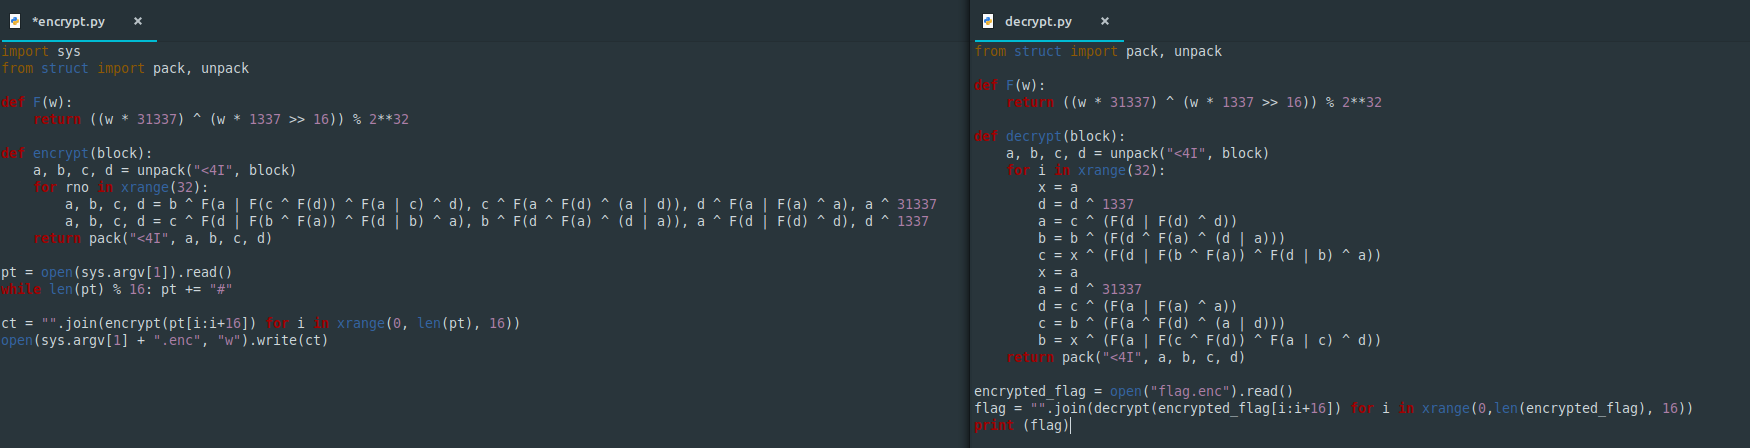 *encrypt.py ×
import sys
from struct import pack, unpack
def F(w):
    return ((w * 31337) ^ (w * 1337 >> 16)) % 2**32
def encrypt(block):
    a, b, c, d = unpack("<4I", block)
    for rno in xrange(32):
        a, b, c, d = b ^ F(a | F(c ^ F(d)) ^ F(a | c) ^ d), c ^ F(a ^ F(d) ^ (a | d)), d ^ F(a | F(a) ^ a), a ^ 31337
        a, b, c, d = c ^ F(d | F(b ^ F(a)) ^ F(d | b) ^ a), b ^ F(d ^ F(a) ^ (d | a)), a ^ F(d | F(d) ^ d), d ^ 1337
    return pack("<4I", a, b, c, d)
pt = open(sys.argv[1]).read()
while len(pt) % 16: pt += "#"
ct = "".join(encrypt(pt[i:i+16]) for i in xrange(0, len(pt), 16))
open(sys.argv[1] + ".enc", "w").write(ct)
decrypt.py ×
from struct import pack, unpack
def F(w):
    return ((w * 31337) ^ (w * 1337 >> 16)) % 2**32
def decrypt(block):
    a, b, c, d = unpack("<4I", block)
    for i in xrange(32):
        x = a
        d = d ^ 1337
        a = c ^ (F(d | F(d) ^ d))
        b = b ^ (F(d ^ F(a) ^ (d | a)))
        c = x ^ (F(d | F(b ^ F(a)) ^ F(d | b) ^ a))
        x = a
        a = d ^ 31337
        d = c ^ (F(a | F(a) ^ a))
        c = b ^ (F(a ^ F(d) ^ (a | d)))
        b = x ^ (F(a | F(c ^ F(d)) ^ F(a | c) ^ d))
    return pack("<4I", a, b, c, d)
encrypted_flag = open("flag.enc").read()
flag = "".join(decrypt(encrypted_flag[i:i+16]) for i in xrange(0,len(encrypted_flag), 16))
print (flag)